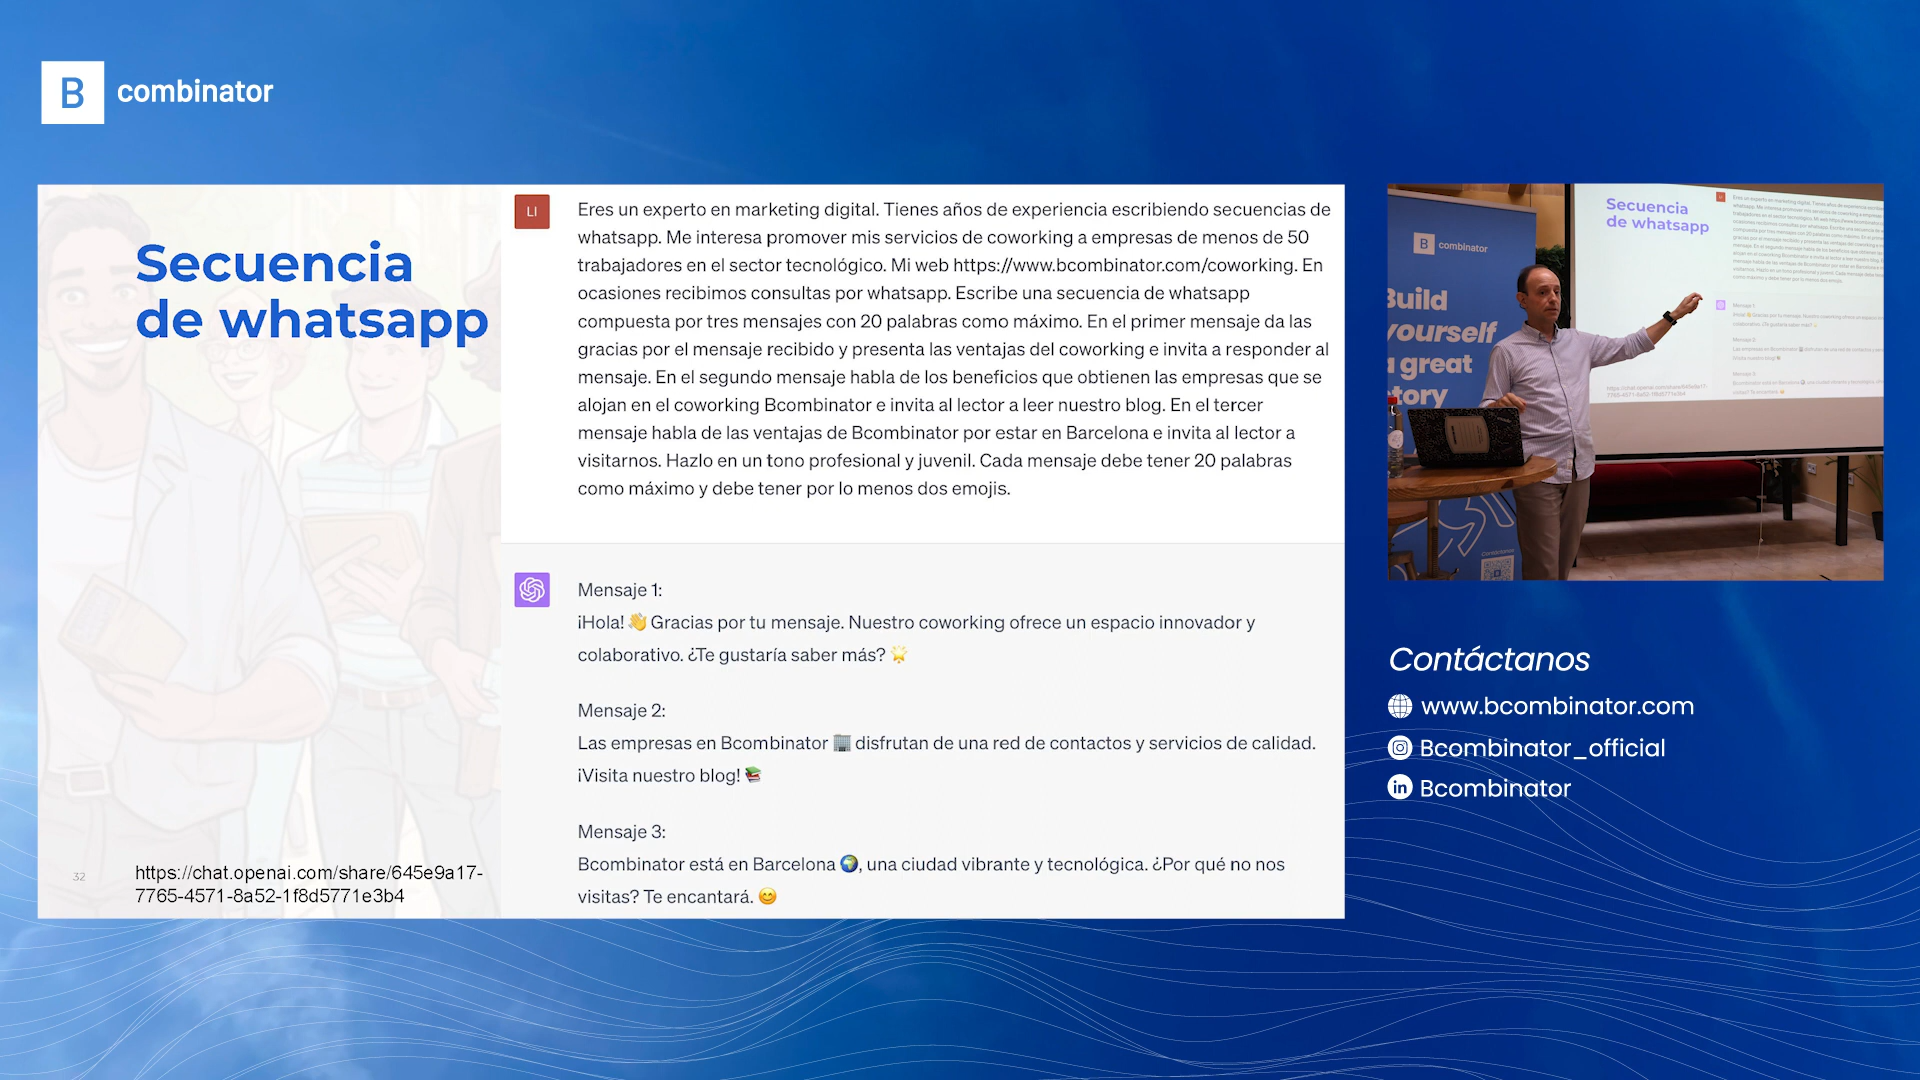 B combinator
Secuencia
de whatsapp
LI
Eres un experto en marketing digital. Tienes años de experiencia escribiendo secuencias de
whatsapp. Me interesa promover mis servicios de coworking a empresas de menos de 50
trabajadores en el sector tecnológico. Mi web https://www.bcombinator.com/coworking. En
ocasiones recibimos consultas por whatsapp. Escribe una secuencia de whatsapp
compuesta por tres mensajes con 20 palabras como máximo. En el primer mensaje da las
gracias por el mensaje recibido y presenta las ventajas del coworking e invita a responder al
mensaje. En el segundo mensaje habla de los beneficios que obtienen las empresas que se
alojan en el coworking Bcombinator e invita al lector a leer nuestro blog. En el tercer
mensaje habla de las ventajas de Bcombinator por estar en Barcelona e invita al lector a
visitarnos. Hazlo en un tono profesional y juvenil. Cada mensaje debe tener 20 palabras
como máximo y debe tener por lo menos dos emojis.
Mensaje 1:
¡Hola! 👋 Gracias por tu mensaje. Nuestro coworking ofrece un espacio innovador y
colaborativo. ¿Te gustaría saber más? 🌟
Mensaje 2:
Las empresas en Bcombinator 🏢 disfrutan de una red de contactos y servicios de calidad.
¡Visita nuestro blog! 📚
Mensaje 3:
Bcombinator está en Barcelona 🌍, una ciudad vibrante y tecnológica. ¿Por qué no nos
visitas? Te encantará. 😊
32
https://chat.openai.com/share/645e9a17-
7765-4571-8a52-1f8d5771e3b4
B combinator
Build
yourself
a great
story
Secuencia
de whatsapp
Contáctanos
www.bcombinator.com
Bcombinator_official
Bcombinator